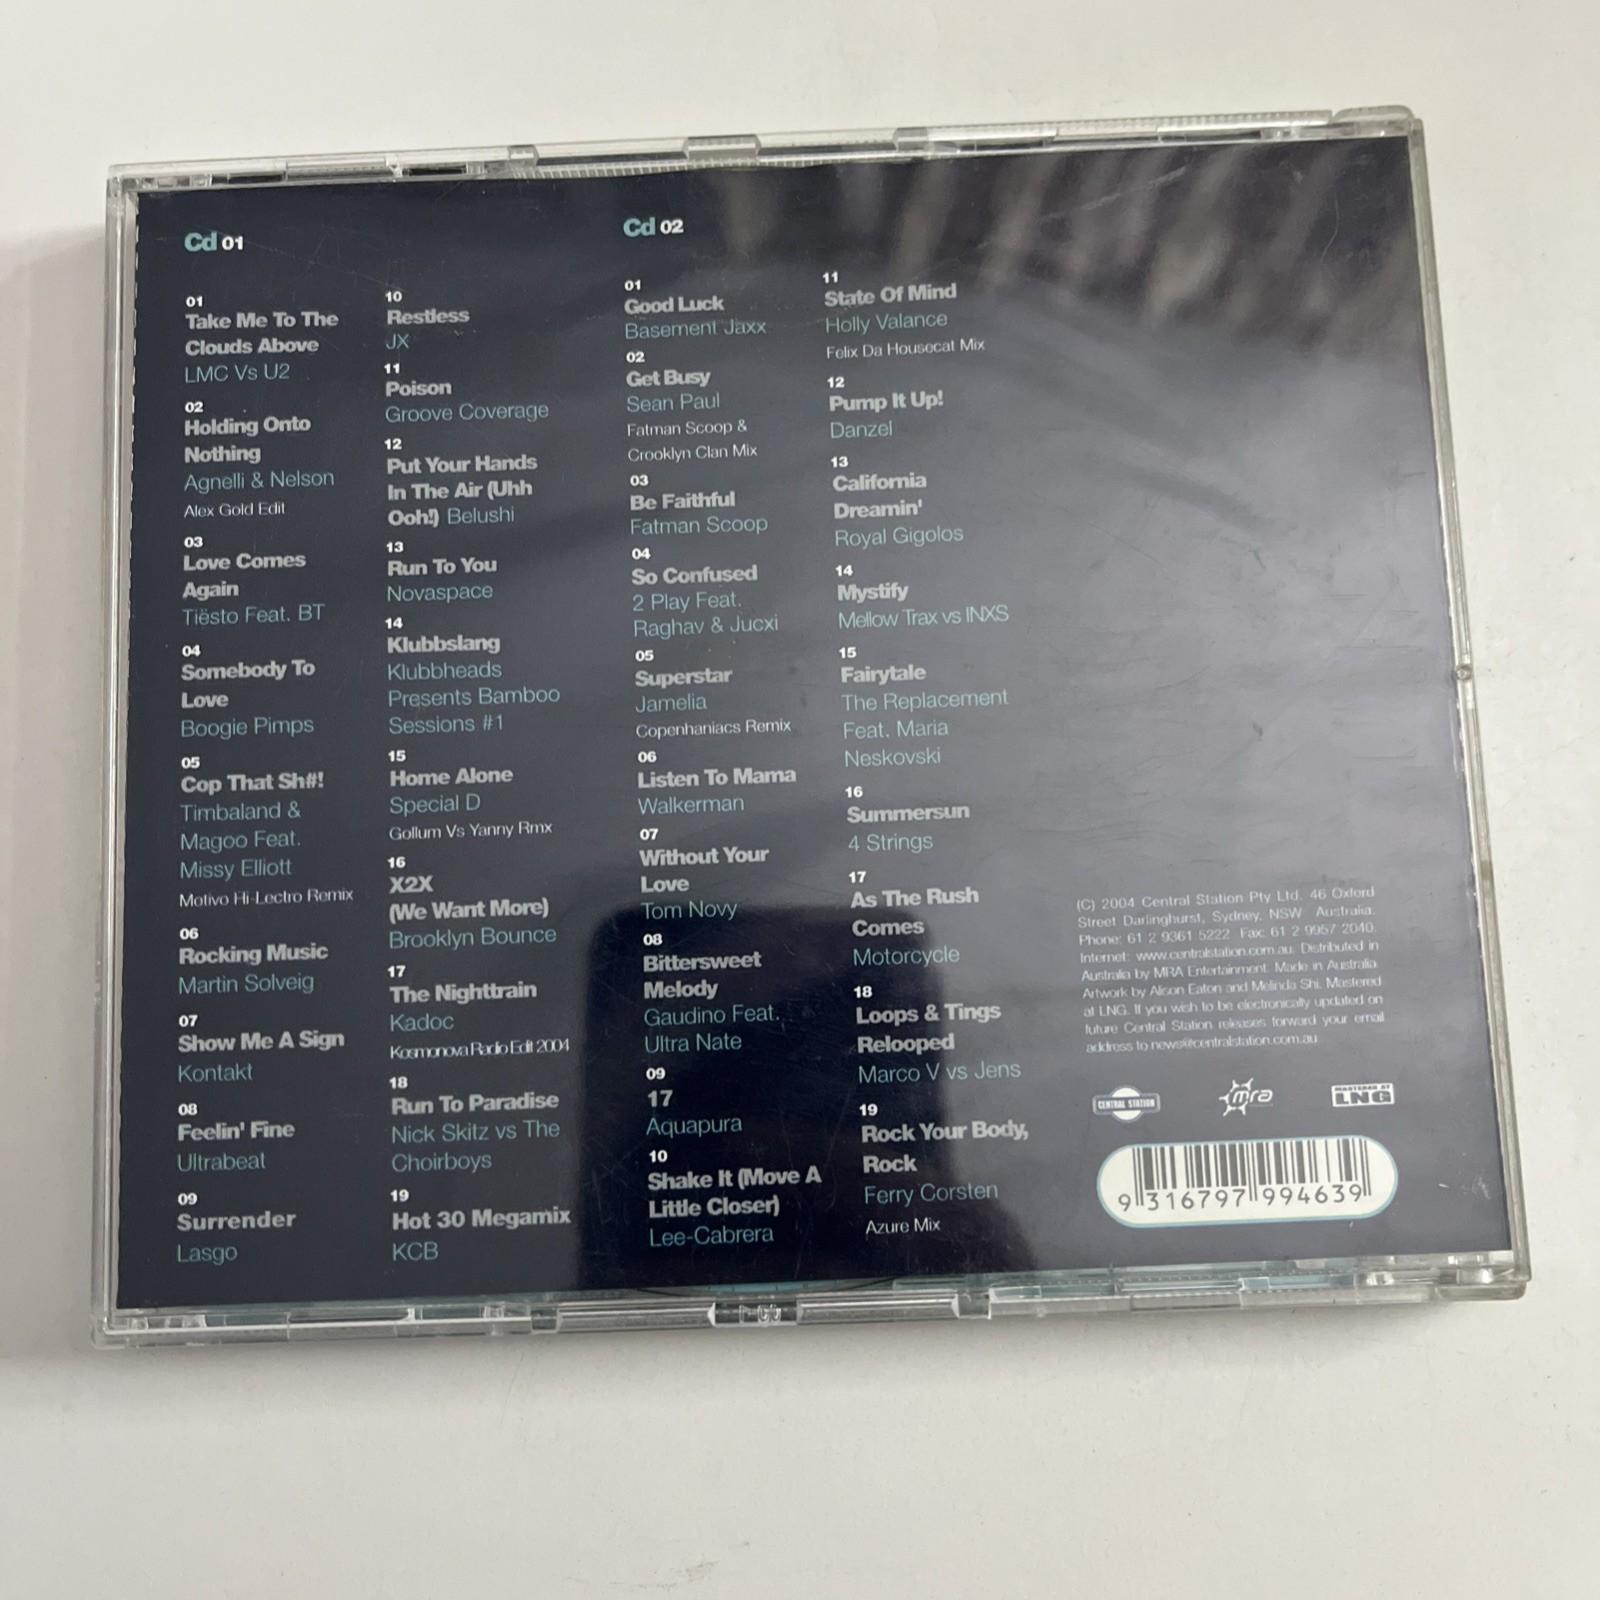 Cd 01
01
Take Me To The
Clouds Above
LMC Vs U2
02
Holding Onto
Nothing
Agnelli & Nelson
Alex Gold Edit
03
Love Comes
Again
Tiësto Feat. BT
04
Somebody To
Love
Boogie Pimps
05
Cop That Sh#!
Timbaland &
Magoo Feat.
Missy Elliott
Motivo Hi-Lectro Remix
06
Rocking Music
Martin Solveig
07
Show Me A Sign
Kontakt
08
Feelin' Fine
Ultrabeat
09
Surrender
Lasgo
10
Restless
JX
11
Poison
Groove Coverage
12
Put Your Hands
In The Air (Uhh
Ooh!) Belushi
13
Run To You
Novaspace
14
Klubbslang
Klubbheads
Presents Bamboo
Sessions #1
15
Home Alone
Special D
Gollum Vs Yanny Rmx
16
X2X
(We Want More)
Brooklyn Bounce
17
The Nighttrain
Kadoc
Kosmonova Radio Edit 2004
18
Run To Paradise
Nick Skitz vs The
Choirboys
19
Hot 30 Megamix
KCB
Cd 02
01
Good Luck
Basement Jaxx
02
Get Busy
Sean Paul
Fatman Scoop &
Crooklyn Clan Mix
03
Be Faithful
Fatman Scoop
04
So Confused
2 Play Feat.
Raghav & Jucxi
05
Superstar
Jamelia
Copenhaniacs Remix
06
Listen To Mama
Walkerman
07
Without Your
Love
Tom Novy
08
Bittersweet
Melody
Gaudino Feat.
Ultra Nate
09
17
Aquapura
10
Shake It (Move A
Little Closer)
Lee-Cabrera
11
State Of Mind
Holly Valance
Felix Da Housecat Mix
12
Pump It Up!
Danzel
13
California
Dreamin'
Royal Gigolos
14
Mystify
Mellow Trax vs INXS
15
Fairytale
The Replacement
Feat. Maria
Neskovski
16
Summersun
4 Strings
17
As The Rush
Comes
Motorcycle
18
Loops & Tings
Relooped
Marco V vs Jens
19
Rock Your Body,
Rock
Ferry Corsten
Azure Mix
(C) 2004 Central Station Pty Ltd. 46 Oxford
Street Darlinghurst, Sydney, NSW Australia.
Phone: 61 2 9361 5222 Fax: 61 2 9957 2040.
Internet: www.centralstation.com.au. Distributed in
Australia by MRA Entertainment. Made in Australia.
Artwork by Alison Eaton and Melinda Shi. Mastered
at LNG. If you wish to be electronically updated on
future Central Station releases forward your email
address to news@centralstation.com.au
CENTRAL STATION
mra
MASTERED AT
LNG
9 316797 994639